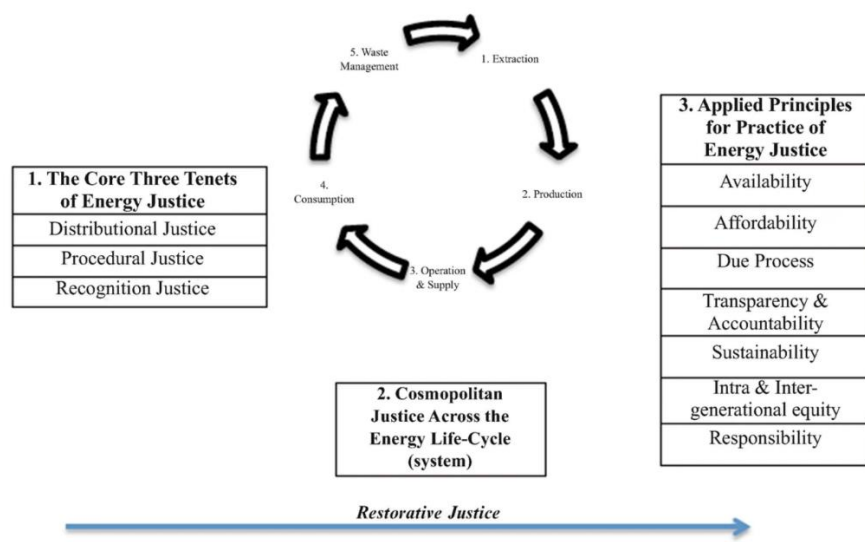 5. Waste
Management
1. Extraction
2. Production
3. Operation
& Supply
4.
Consumption
1. The Core Three Tenets
of Energy Justice
Distributional Justice
Procedural Justice
Recognition Justice
2. Cosmopolitan
Justice Across the
Energy Life-Cycle
(system)
3. Applied Principles
for Practice of
Energy Justice
Availability
Affordability
Due Process
Transparency &
Accountability
Sustainability
Intra & Inter-
generational equity
Responsibility
Restorative Justice